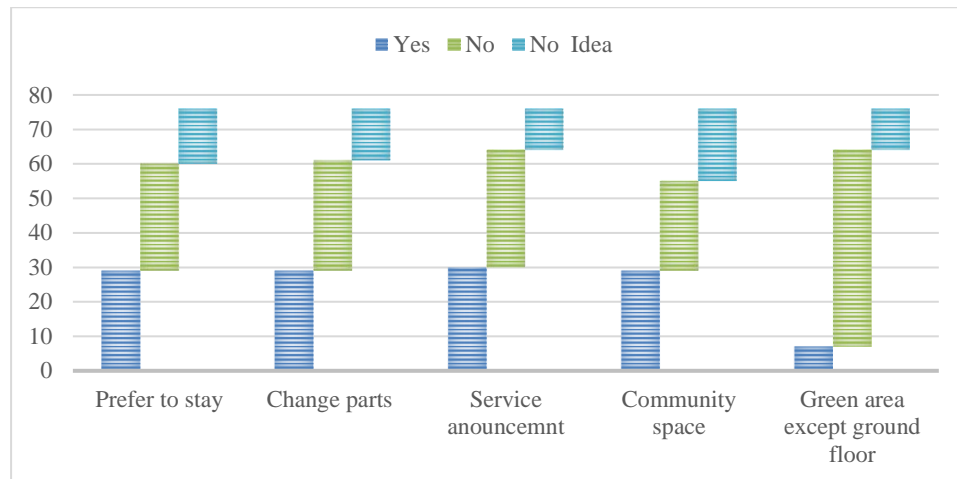 Yes No No Idea
80
70
60
50
40
30
20
10
0
Prefer to stay
Change parts
Service
anouncemnt
Community
space
Green area
except ground
floor